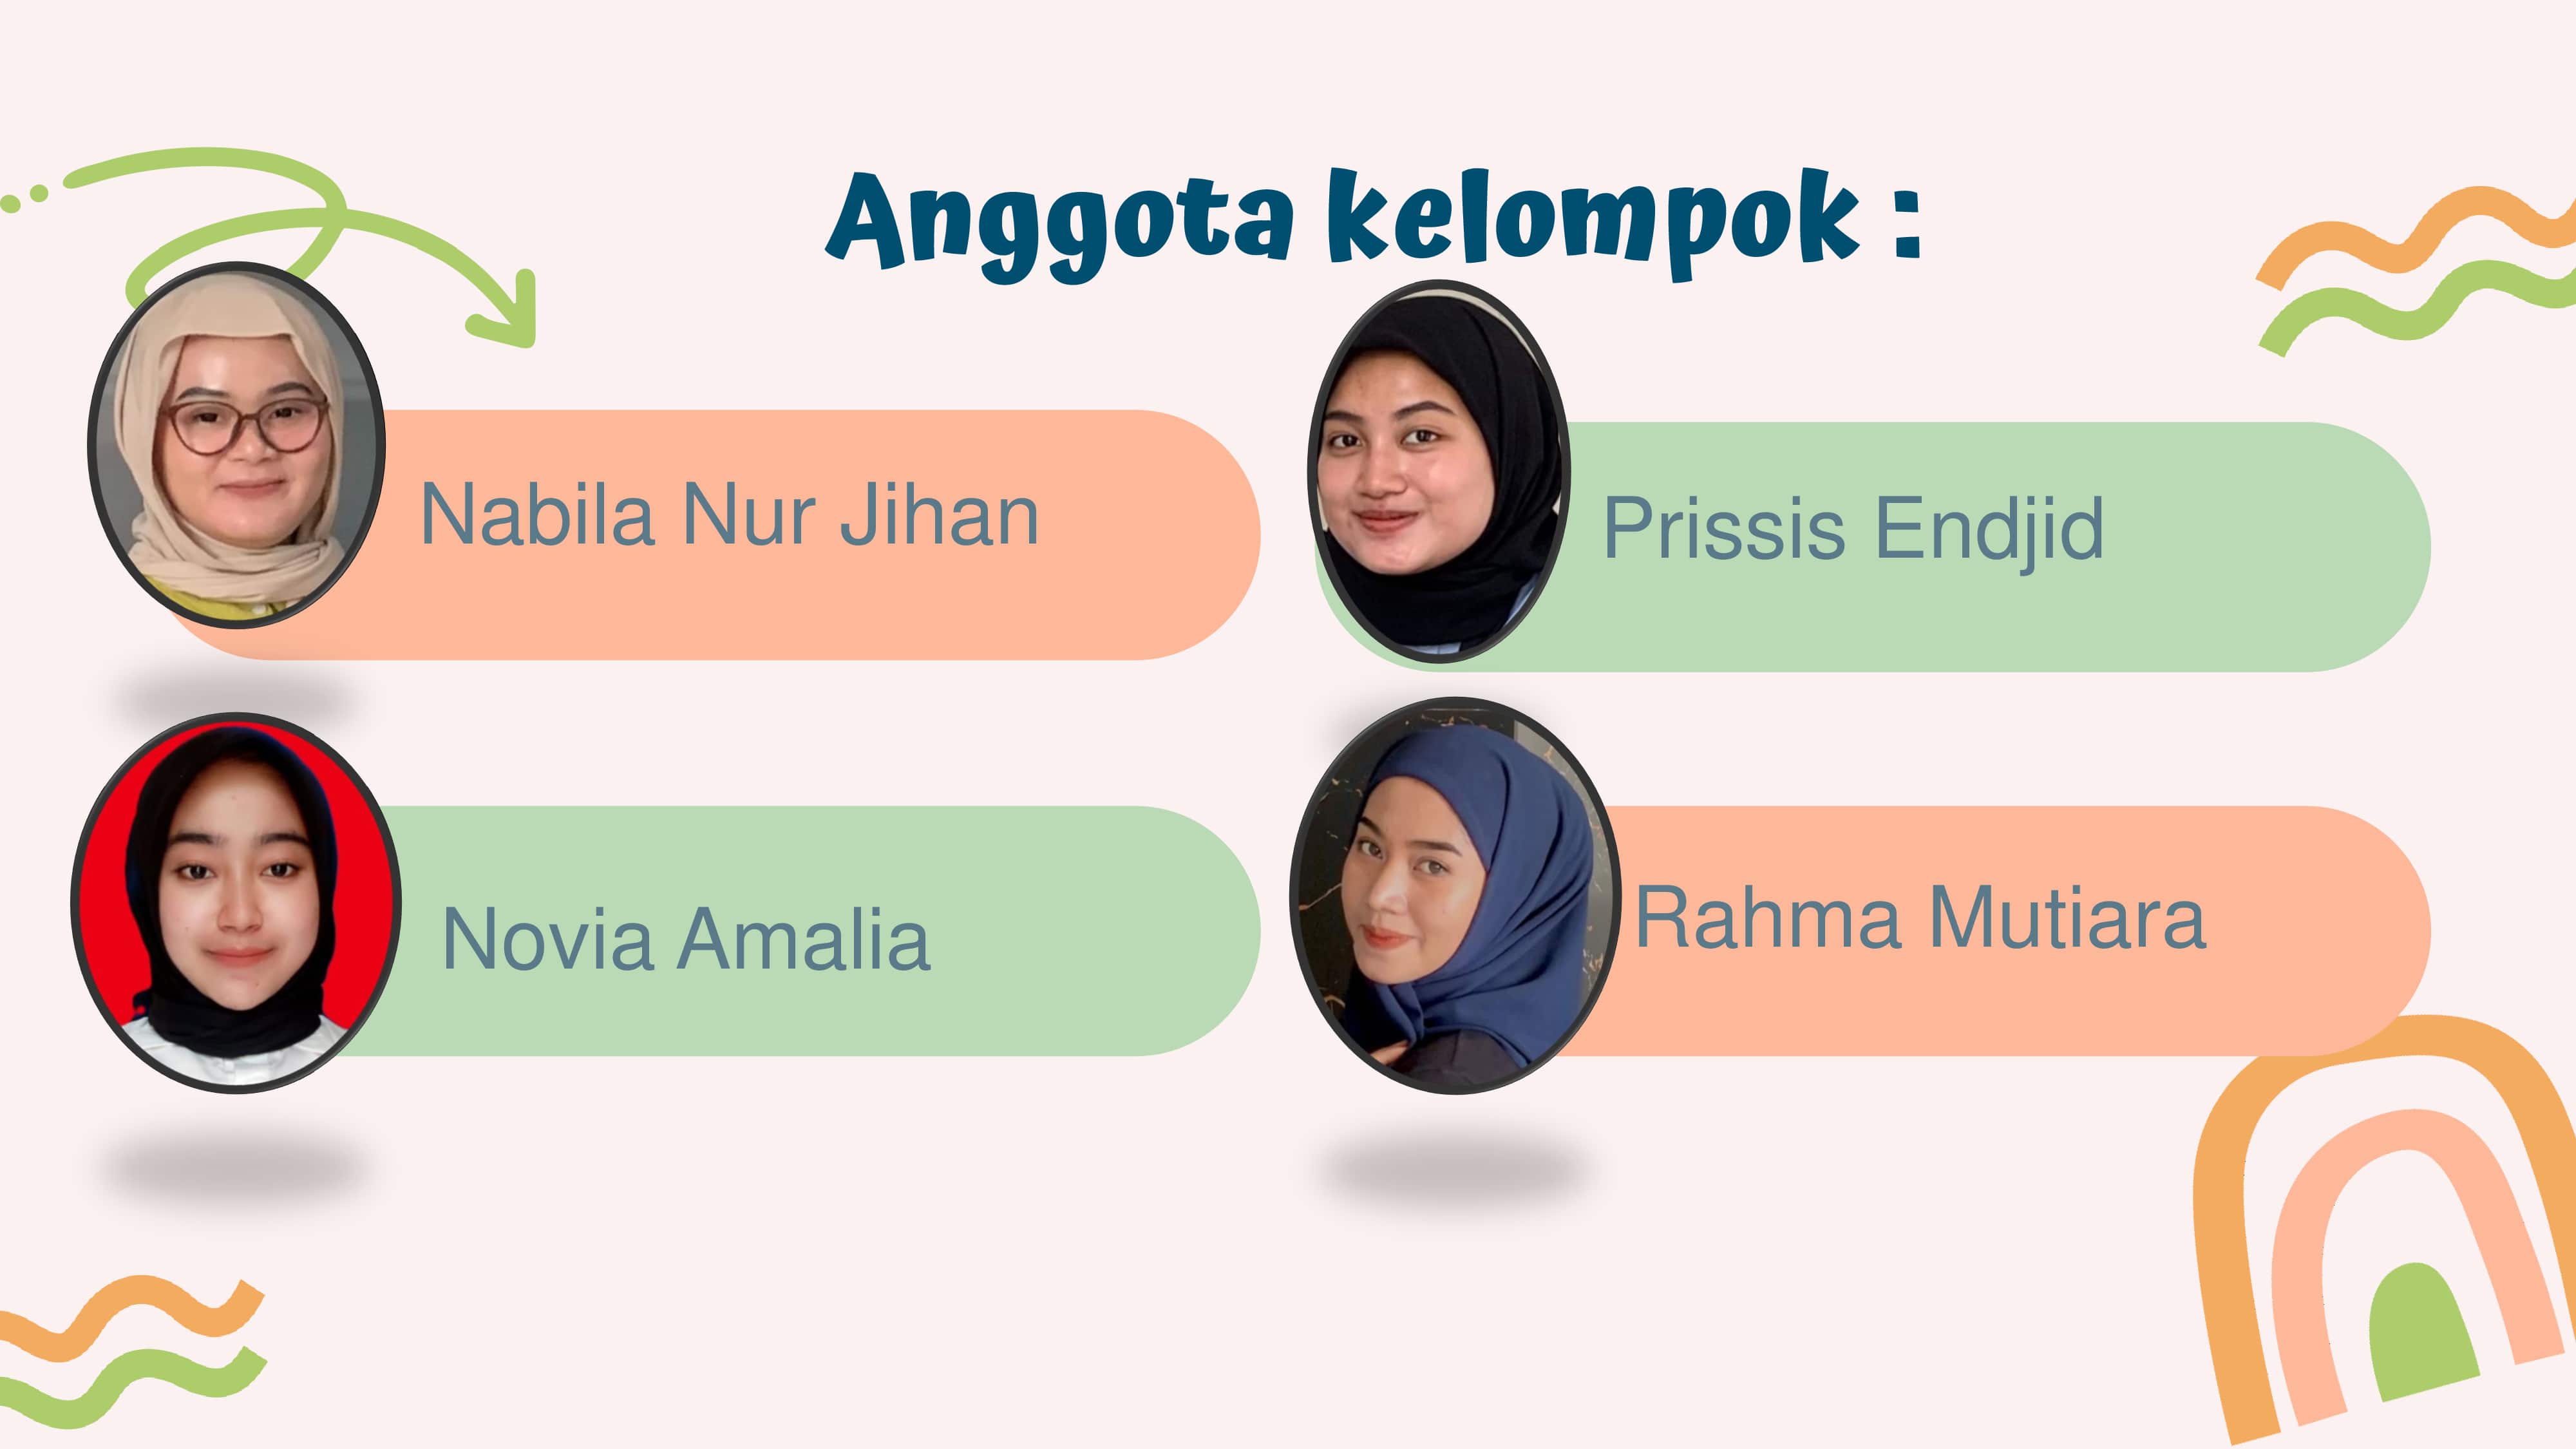 Anggota kelompok :
Nabila Nur Jihan
Prissis Endjid
Novia Amalia
Rahma Mutiara